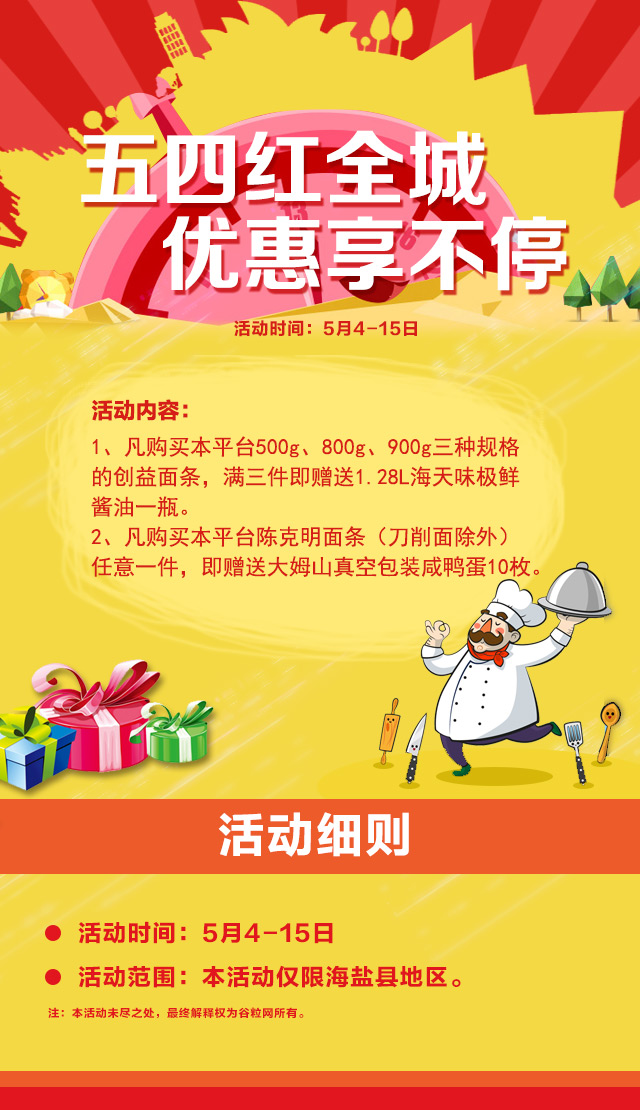 五四红全城
优惠享不停
活动时间：5月4-15日
活动内容：
1、凡购买本平台500g、800g、900g三种规格
的创益面条，满三件即赠送1.28L海天味极鲜
酱油一瓶。
2、凡购买本平台陈克明面条（刀削面除外）
任意一件，即赠送大姆山真空包装咸鸭蛋10枚。
活动细则
活动时间：5月4-15日
活动范围：本活动仅限海盐县地区。
注：本活动未尽之处，最终解释权为谷粒网所有。